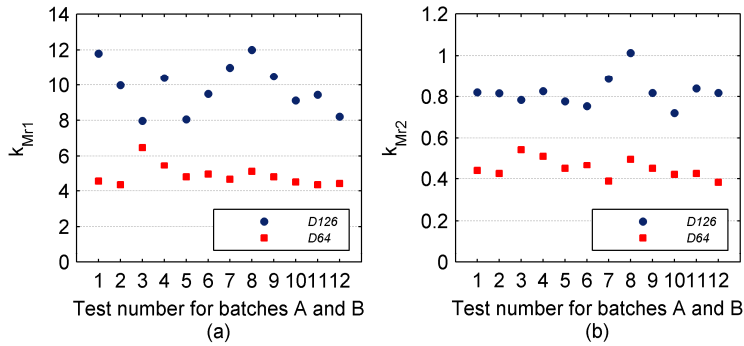 14
12
10
8
6
4
2
0
k_Mr1
D126
D64
1 2 3 4 5 6 7 8 9 10 11 12
Test number for batches A and B
(a)
1.2
1
0.8
0.6
0.4
0.2
0
k_Mr2
D126
D64
1 2 3 4 5 6 7 8 9 10 11 12
Test number for batches A and B
(b)